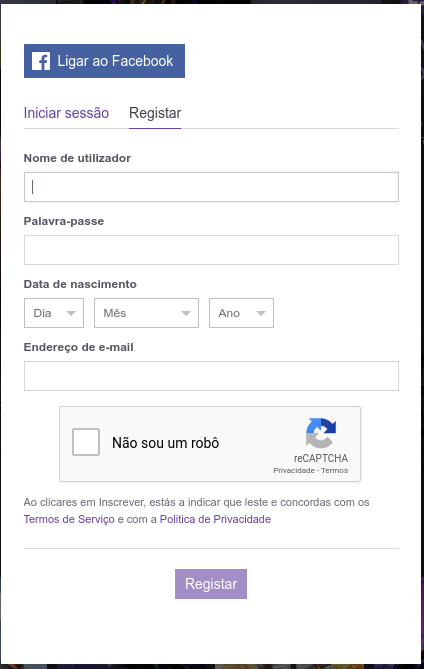 Ligar ao Facebook
Iniciar sessão Registar
Nome de utilizador
Palavra-passe
Data de nascimento
Dia Mês Ano
Endereço de e-mail
Não sou um robô
reCAPTCHA
Privacidade - Termos
Ao clicares em Inscrever, estás a indicar que leste e concordas com os
Termos de Serviço e com a Politica de Privacidade
Registar